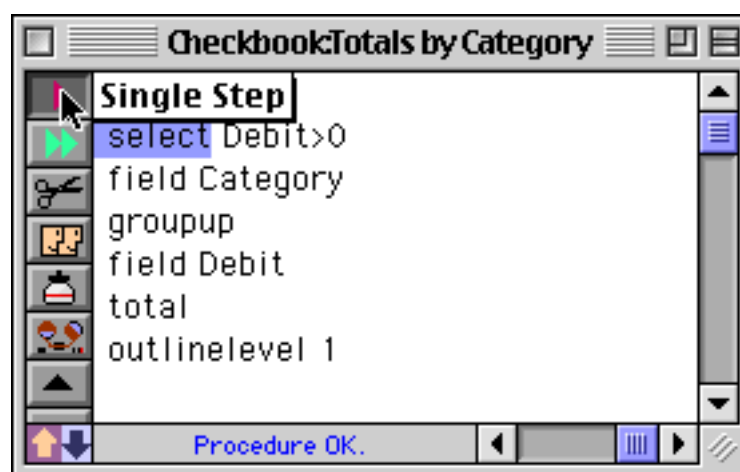 Checkbook:Totals by Category
Single Step
select Debit>0
field Category
groupup
field Debit
total
outlinelevel 1
Procedure OK.